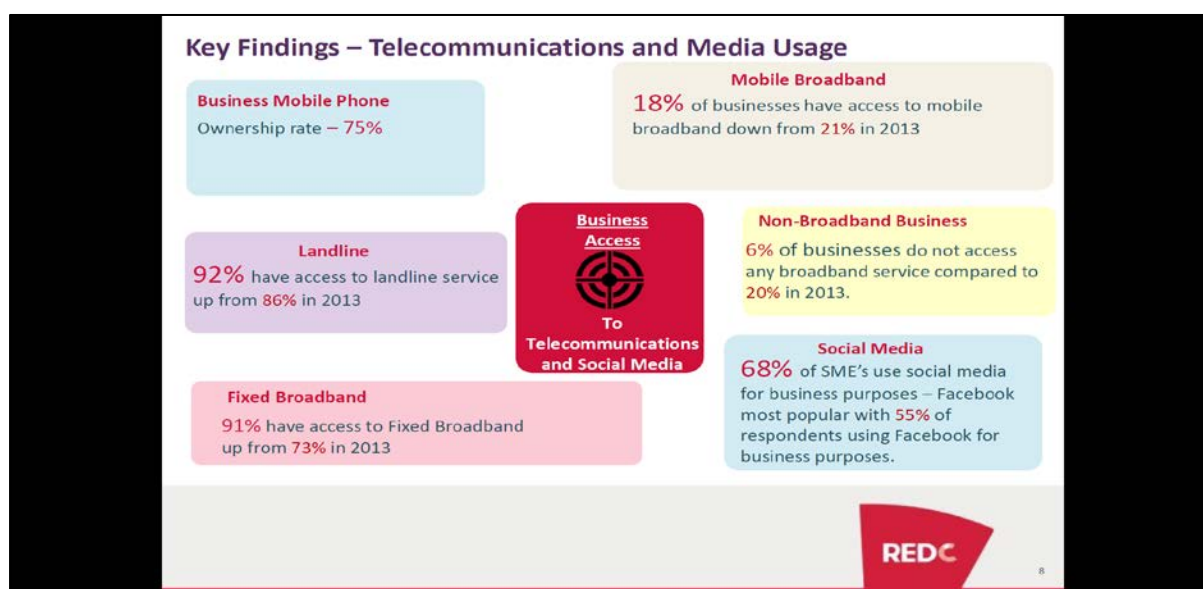 Key Findings – Telecommunications and Media Usage
Business Mobile Phone
Ownership rate – 75%
Mobile Broadband
18% of businesses have access to mobile
broadband down from 21% in 2013
Landline
92% have access to landline service
up from 86% in 2013
Business
Access
To
Telecommunications
and Social Media
Non-Broadband Business
6% of businesses do not access
any broadband service compared to
20% in 2013.
Fixed Broadband
91% have access to Fixed Broadband
up from 73% in 2013
Social Media
68% of SME's use social media
for business purposes – Facebook
most popular with 55% of
respondents using Facebook for
business purposes.
REDC
8